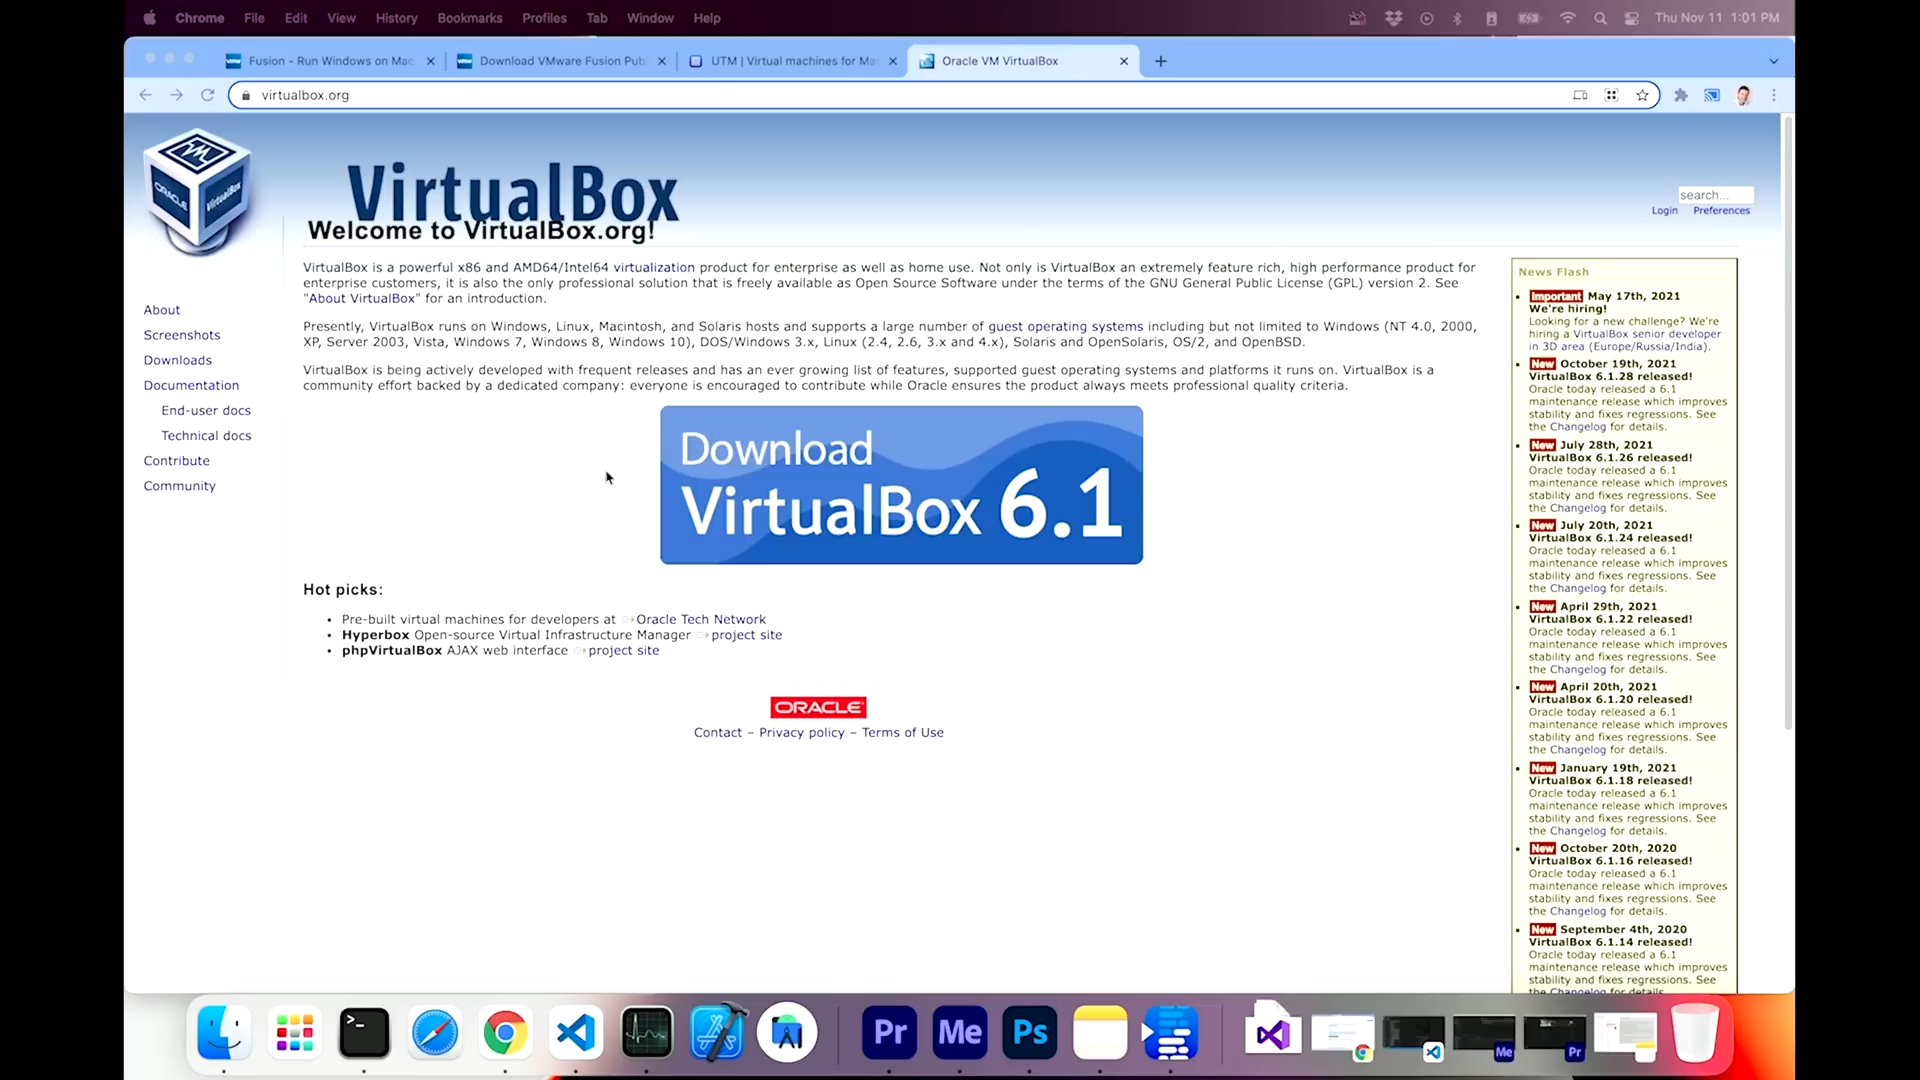 Chrome File Edit View History Bookmarks Profiles Tab Window Help Thu Nov 11 1:01 PM
Fusion - Run Windows on Mac Download VMware Fusion Pub UTM | Virtual machines for Ma Oracle VM VirtualBox
virtualbox.org
ORACLE VirtualBox
VirtualBox
search...
Login Preferences
Welcome to VirtualBox.org!
About
Screenshots
Downloads
Documentation
End-user docs
Technical docs
Contribute
Community
VirtualBox is a powerful x86 and AMD64/Intel64 virtualization product for enterprise as well as home use. Not only is VirtualBox an extremely feature rich, high performance product for
enterprise customers, it is also the only professional solution that is freely available as Open Source Software under the terms of the GNU General Public License (GPL) version 2. See
"About VirtualBox" for an introduction.
Presently, VirtualBox runs on Windows, Linux, Macintosh, and Solaris hosts and supports a large number of guest operating systems including but not limited to Windows (NT 4.0, 2000,
XP, Server 2003, Vista, Windows 7, Windows 8, Windows 10), DOS/Windows 3.x, Linux (2.4, 2.6, 3.x and 4.x), Solaris and OpenSolaris, OS/2, and OpenBSD.
VirtualBox is being actively developed with frequent releases and has an ever growing list of features, supported guest operating systems and platforms it runs on. VirtualBox is a
community effort backed by a dedicated company: everyone is encouraged to contribute while Oracle ensures the product always meets professional quality criteria.
Download
VirtualBox 6.1
Hot picks:
Pre-built virtual machines for developers at Oracle Tech Network
Hyperbox Open-source Virtual Infrastructure Manager project site
phpVirtualBox AJAX web interface project site
ORACLE
Contact – Privacy policy – Terms of Use
News Flash
Important May 17th, 2021
We're hiring!
Looking for a new challenge? We're
hiring a VirtualBox senior developer
in 3D area (Europe/Russia/India).
New October 19th, 2021
VirtualBox 6.1.28 released!
Oracle today released a 6.1
maintenance release which improves
stability and fixes regressions. See
the Changelog for details.
New July 28th, 2021
VirtualBox 6.1.26 released!
Oracle today released a 6.1
maintenance release which improves
stability and fixes regressions. See
the Changelog for details.
New July 20th, 2021
VirtualBox 6.1.24 released!
Oracle today released a 6.1
maintenance release which improves
stability and fixes regressions. See
the Changelog for details.
New April 29th, 2021
VirtualBox 6.1.22 released!
Oracle today released a 6.1
maintenance release which improves
stability and fixes regressions. See
the Changelog for details.
New April 20th, 2021
VirtualBox 6.1.20 released!
Oracle today released a 6.1
maintenance release which improves
stability and fixes regressions. See
the Changelog for details.
New January 19th, 2021
VirtualBox 6.1.18 released!
Oracle today released a 6.1
maintenance release which improves
stability and fixes regressions. See
the Changelog for details.
New October 20th, 2020
VirtualBox 6.1.16 released!
Oracle today released a 6.1
maintenance release which improves
stability and fixes regressions. See
the Changelog for details.
New September 4th, 2020
VirtualBox 6.1.14 released!
Oracle today released a 6.1
maintenance release which improves
stability and fixes regressions. See
the Changelog for details.
Pr Me Ps Me Pr